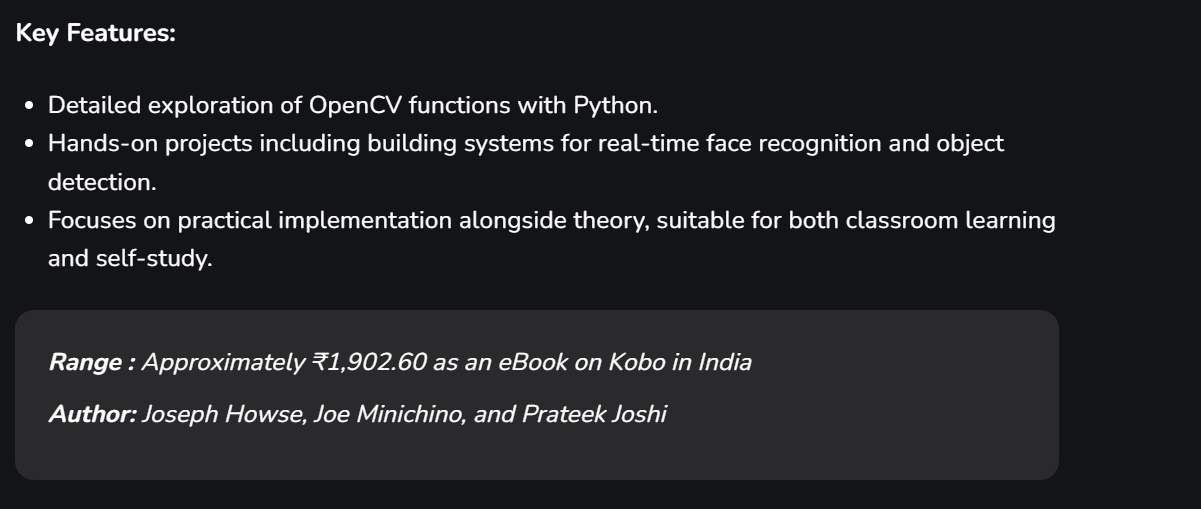 Key Features:
Detailed exploration of OpenCV functions with Python.
Hands-on projects including building systems for real-time face recognition and object
detection.
Focuses on practical implementation alongside theory, suitable for both classroom learning
and self-study.
Range : Approximately ₹1,902.60 as an eBook on Kobo in India
Author: Joseph Howse, Joe Minichino, and Prateek Joshi